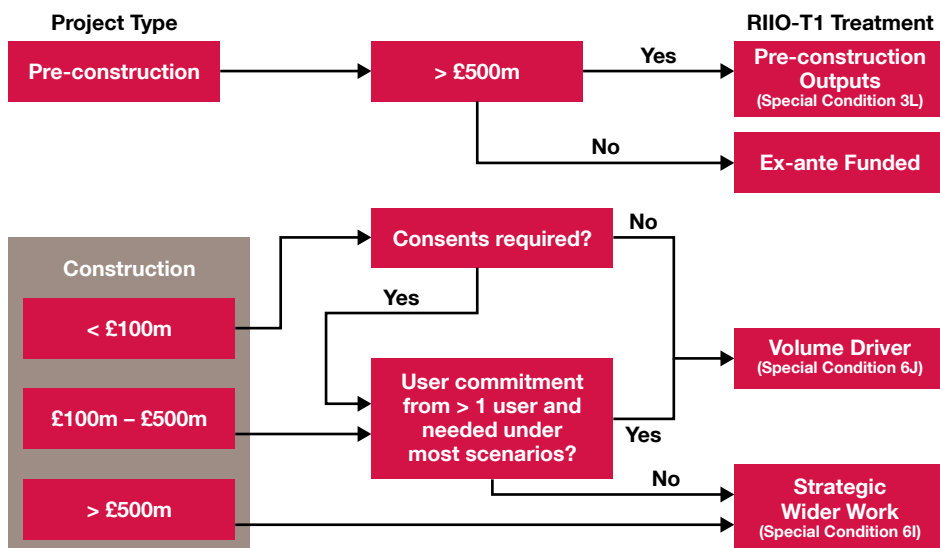 Project Type
RIIO-T1 Treatment
Pre-construction
> £500m
Yes
Pre-construction
Outputs
(Special Condition 3L)
No
Ex-ante Funded
Construction
< £100m
£100m – £500m
> £500m
Consents required?
No
Yes
User commitment
from > 1 user and
needed under
most scenarios?
Yes
No
Volume Driver
(Special Condition 6J)
Strategic
Wider Work
(Special Condition 6I)